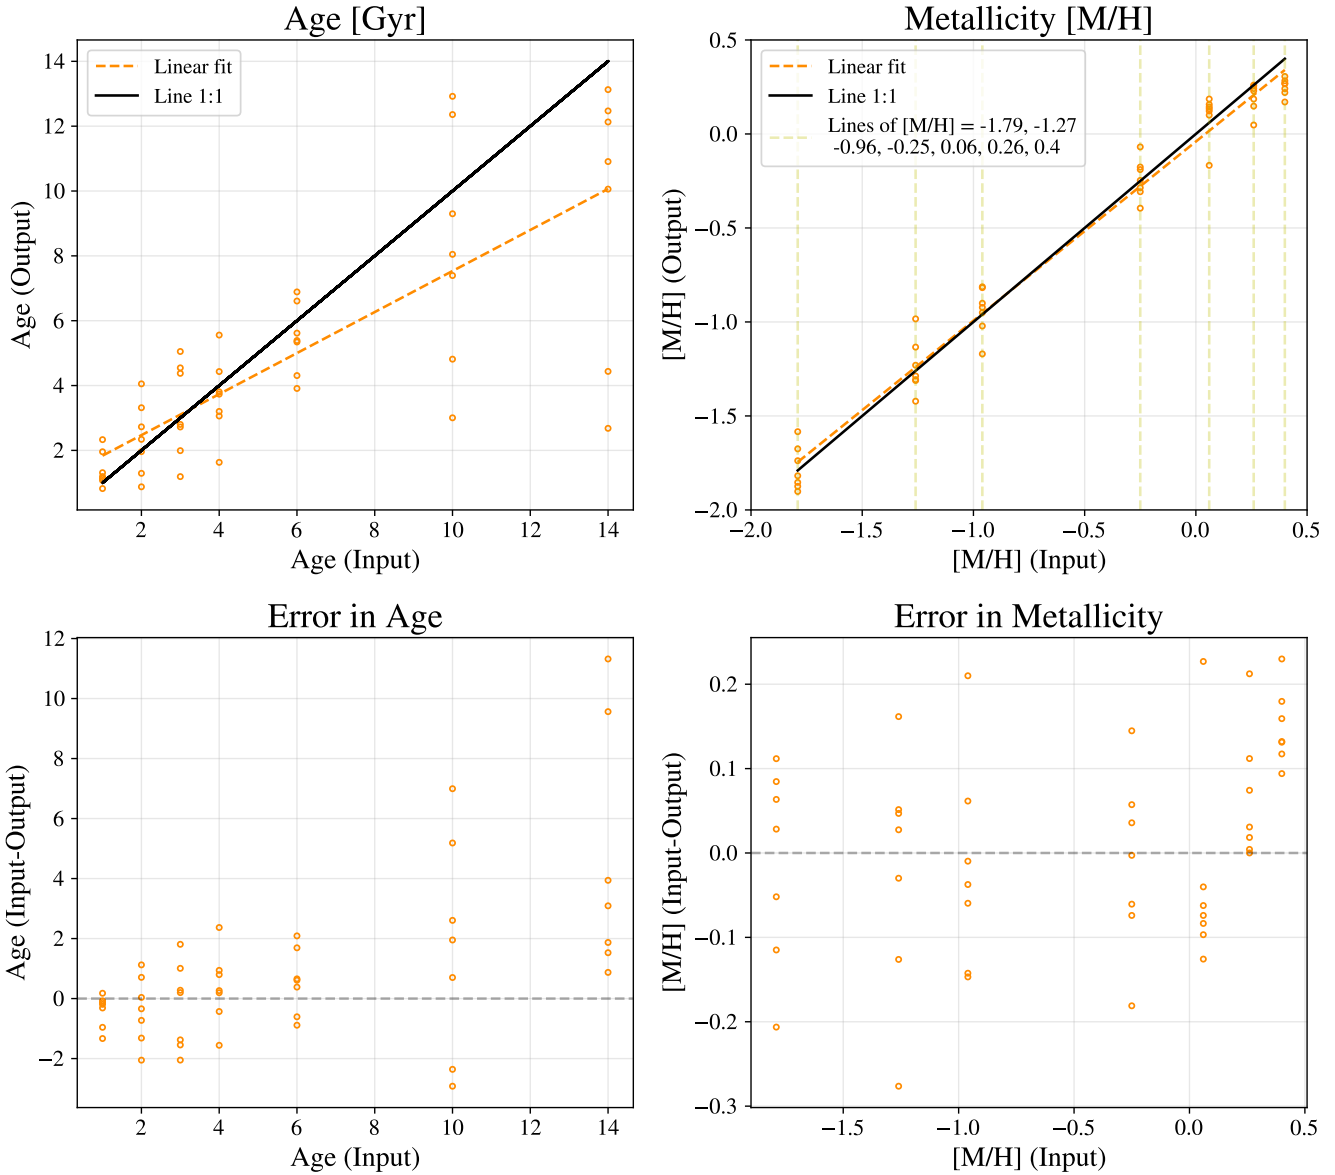 Age [Gyr]
Linear fit
Line 1:1
14
12
10
8
6
4
2
Age (Output)
2 4 6 8 10 12 14
Age (Input)
Metallicity [M/H]
Linear fit
Line 1:1
Lines of [M/H] = -1.79, -1.27
-0.96, -0.25, 0.06, 0.26, 0.4
0.5
0.0
−0.5
−1.0
−1.5
−2.0
[M/H] (Output)
−2.0 −1.5 −1.0 −0.5 0.0 0.5
[M/H] (Input)
Error in Age
12
10
8
6
4
2
0
−2
Age (Input-Output)
2 4 6 8 10 12 14
Age (Input)
Error in Metallicity
0.2
0.1
0.0
−0.1
−0.2
−0.3
[M/H] (Input-Output)
−1.5 −1.0 −0.5 0.0 0.5
[M/H] (Input)